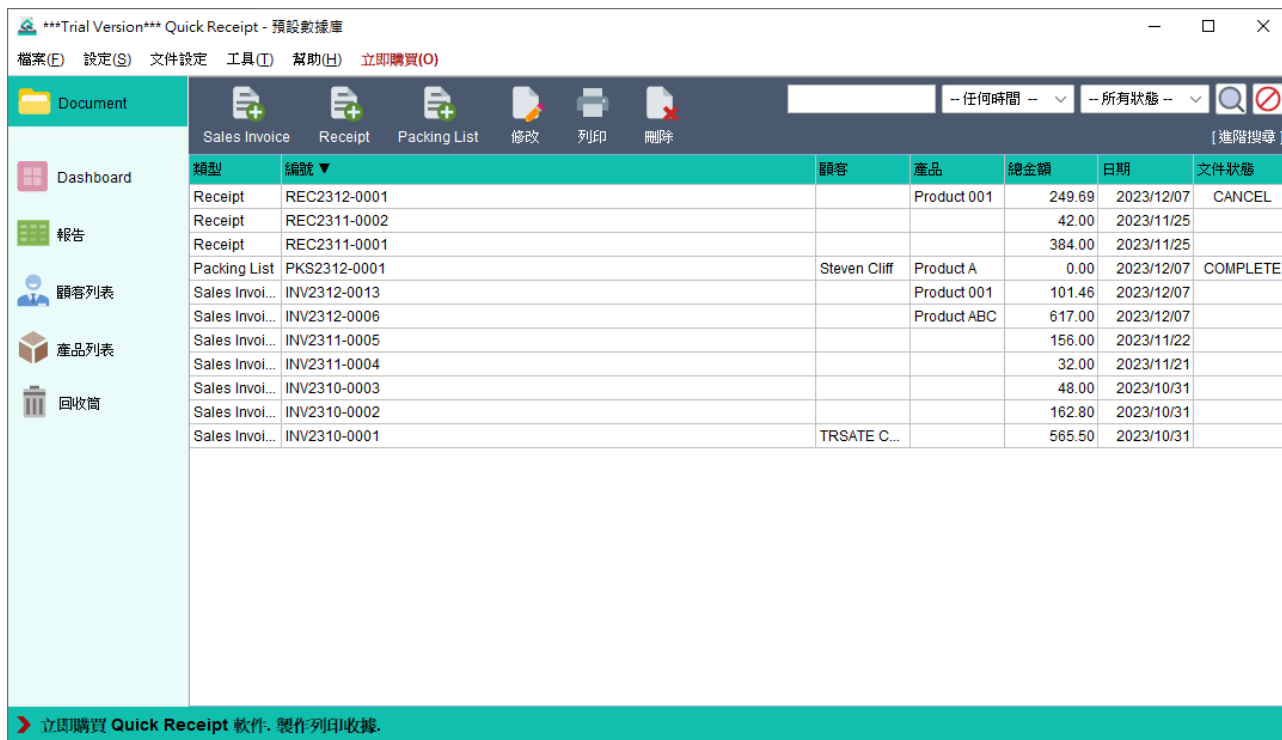 ***Trial Version*** Quick Receipt - 預設數據庫
檔案(F) 設定(S) 文件設定 工具(T) 幫助(H) 立即購買(O)
Document
Sales Invoice Receipt Packing List 修改 列印 刪除
-- 任何時間 -- -- 所有狀態 --
[ 進階搜尋 ]
Dashboard
報告
顧客列表
產品列表
回收筒
類型 編號 ▼ 顧客 產品 總金額 日期 文件狀態
Receipt REC2312-0001 Product 001 249.69 2023/12/07 CANCEL
Receipt REC2311-0002 42.00 2023/11/25
Receipt REC2311-0001 384.00 2023/11/25
Packing List PKS2312-0001 Steven Cliff Product A 0.00 2023/12/07 COMPLETE
Sales Invoi... INV2312-0013 Product 001 101.46 2023/12/07
Sales Invoi... INV2312-0006 Product ABC 617.00 2023/12/07
Sales Invoi... INV2311-0005 156.00 2023/11/22
Sales Invoi... INV2311-0004 32.00 2023/11/21
Sales Invoi... INV2310-0003 48.00 2023/10/31
Sales Invoi... INV2310-0002 162.80 2023/10/31
Sales Invoi... INV2310-0001 TRSATE C... 565.50 2023/10/31
立即購買 Quick Receipt 軟件. 製作列印收據.